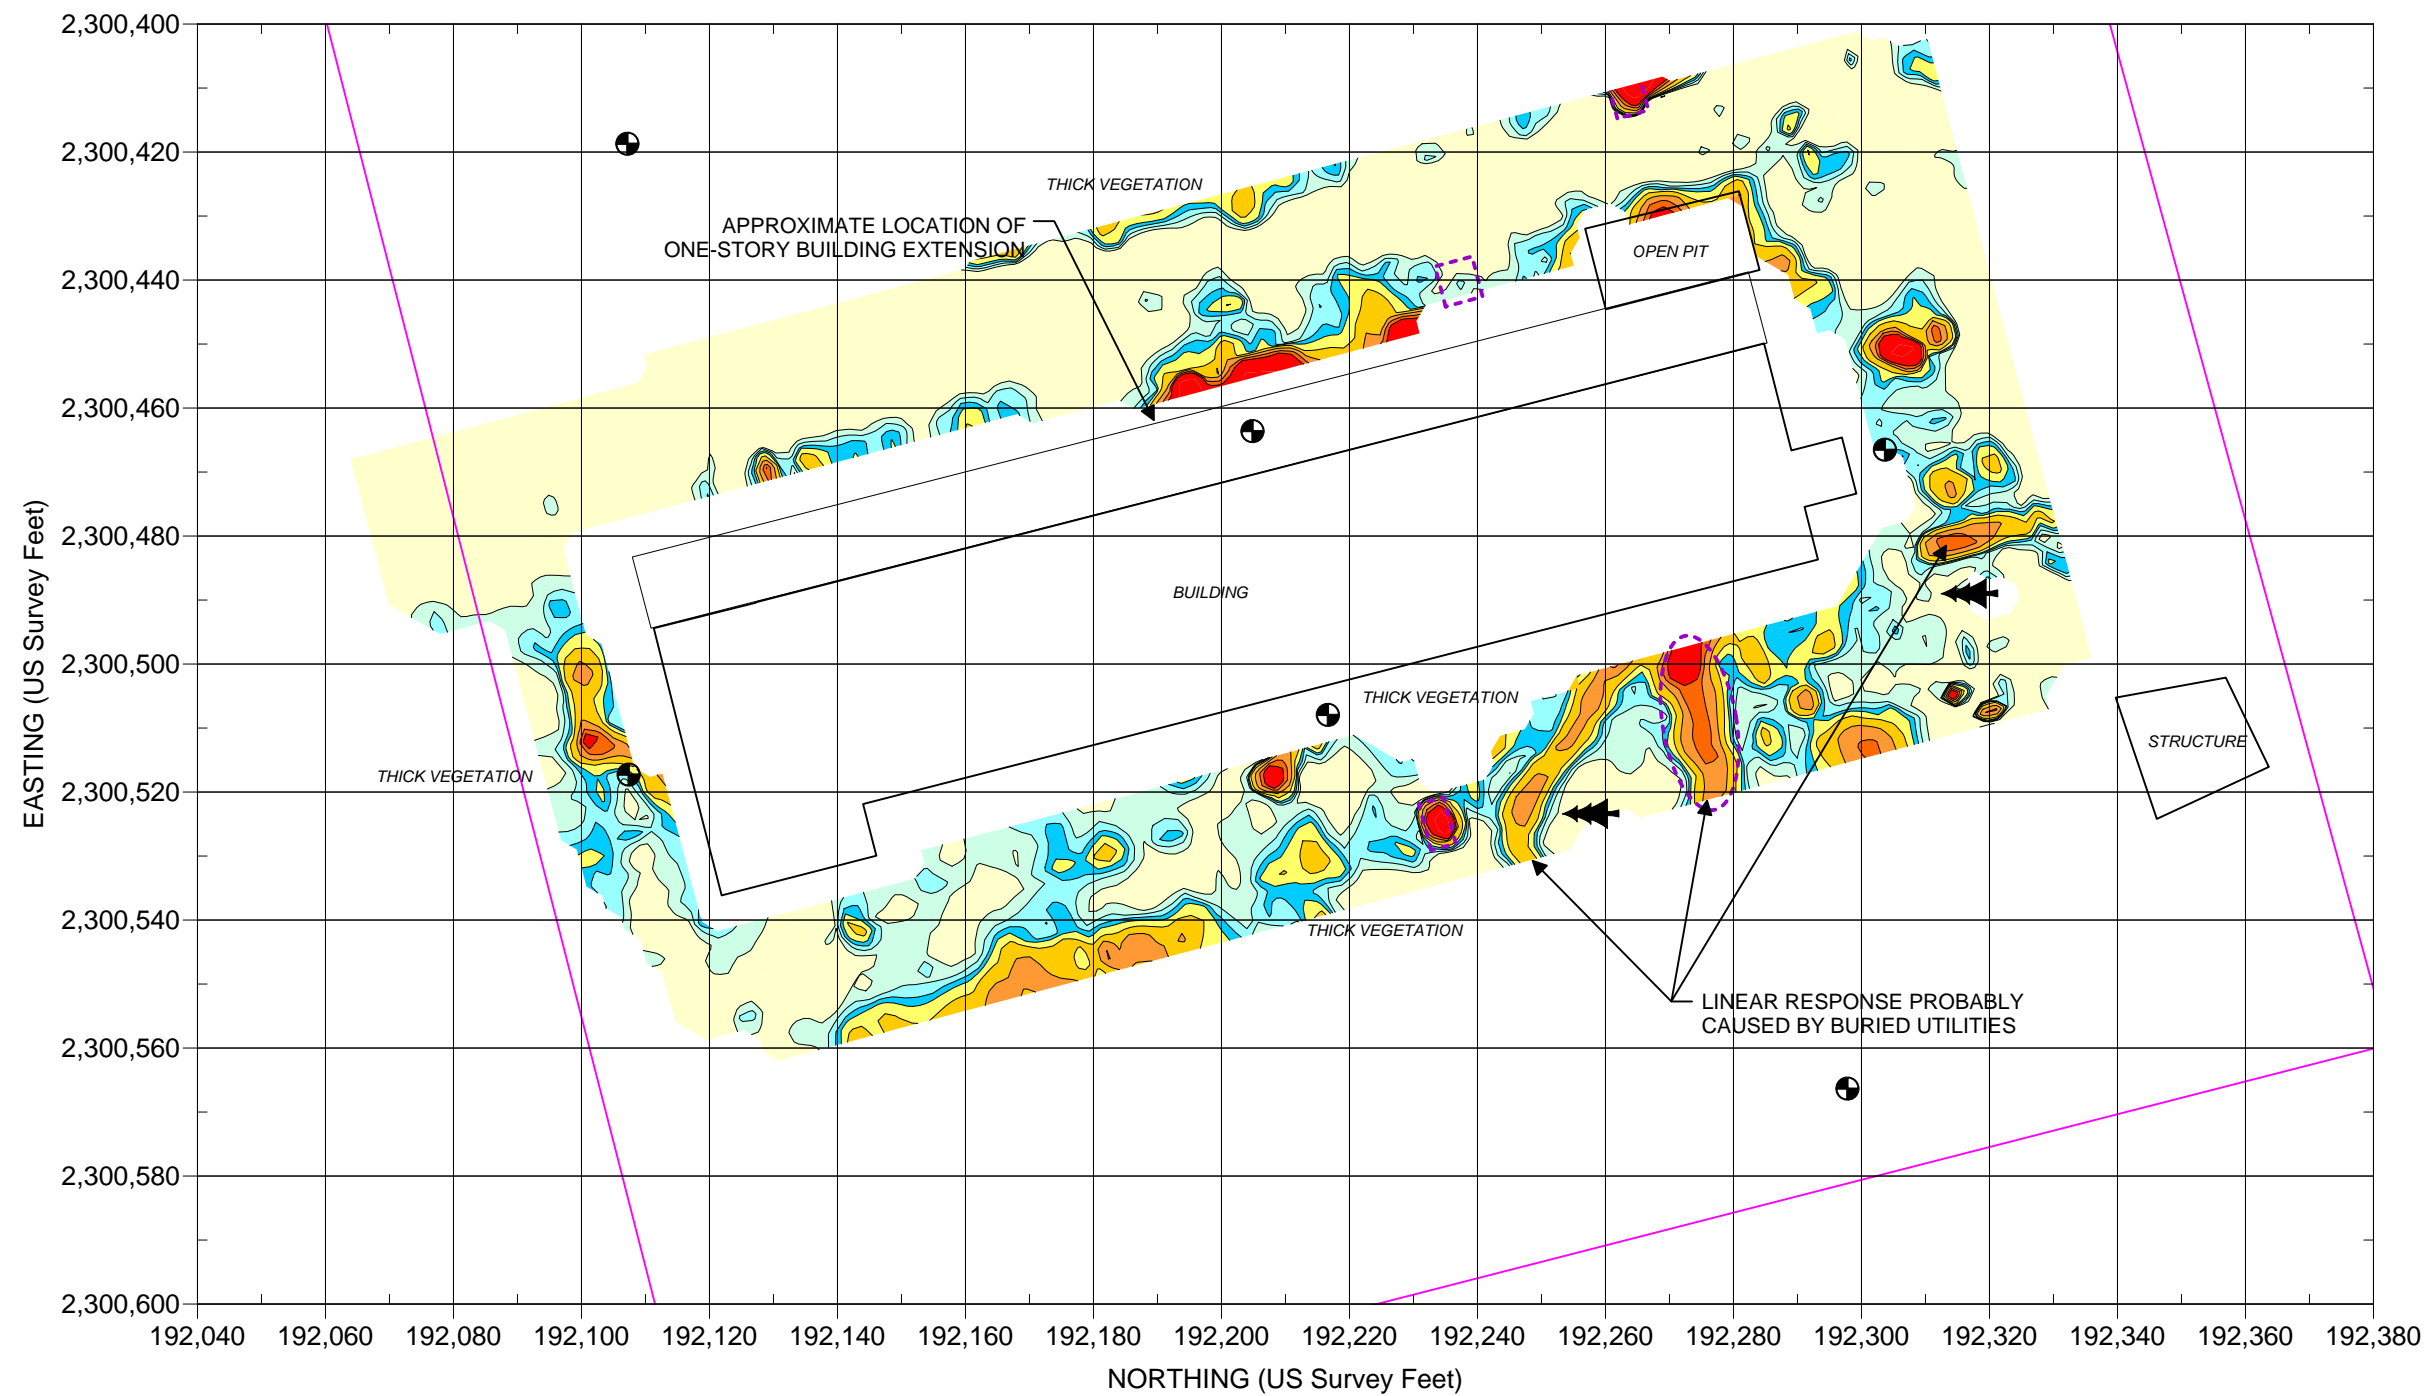 2,300,400
2,300,420
THICK VEGETATION
APPROXIMATE LOCATION OF
ONE-STORY BUILDING EXTENSION
OPEN PIT
2,300,440
2,300,460
2,300,480
EASTING (US Survey Feet)
BUILDING
2,300,500
THICK VEGETATION
STRUCTURE
THICK VEGETATION
2,300,520
THICK VEGETATION
2,300,540
LINEAR RESPONSE PROBABLY
CAUSED BY BURIED UTILITIES
2,300,560
2,300,580
2,300,600
192,040 192,060 192,080 192,100 192,120 192,140 192,160 192,180 192,200 192,220 192,240 192,260 192,280 192,300 192,320 192,340 192,360 192,380
NORTHING (US Survey Feet)